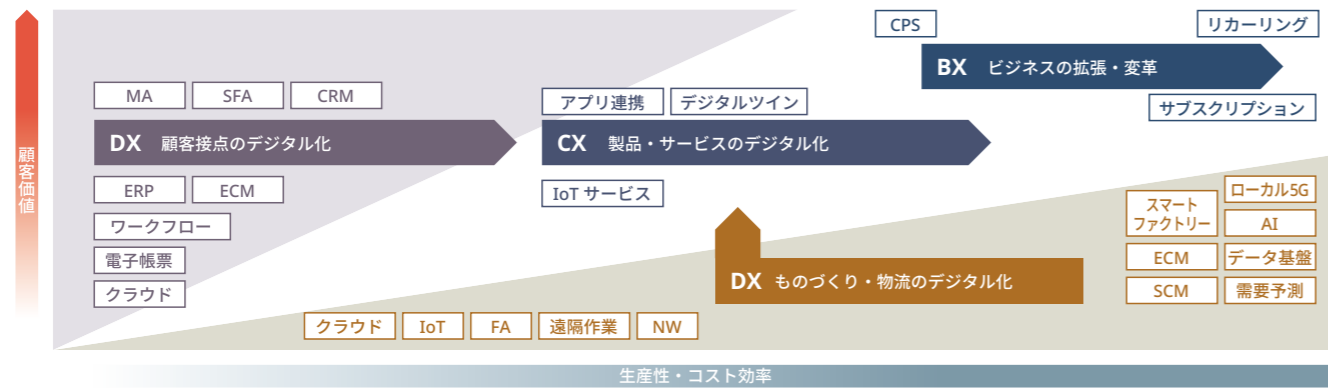 顧客価値
CPS
リカーリング
BX ビジネスの拡張・変革
サブスクリプション
MA
SFA
CRM
DX 顧客接点のデジタル化
ERP
ECM
ワークフロー
電子帳票
クラウド
アプリ連携
デジタルツイン
CX 製品・サービスのデジタル化
IoT サービス
DX ものづくり・物流のデジタル化
クラウド
IoT
FA
遠隔作業
NW
スマート
ファクトリー
ローカル5G
AI
ECM
データ基盤
SCM
需要予測
生産性・コスト効率